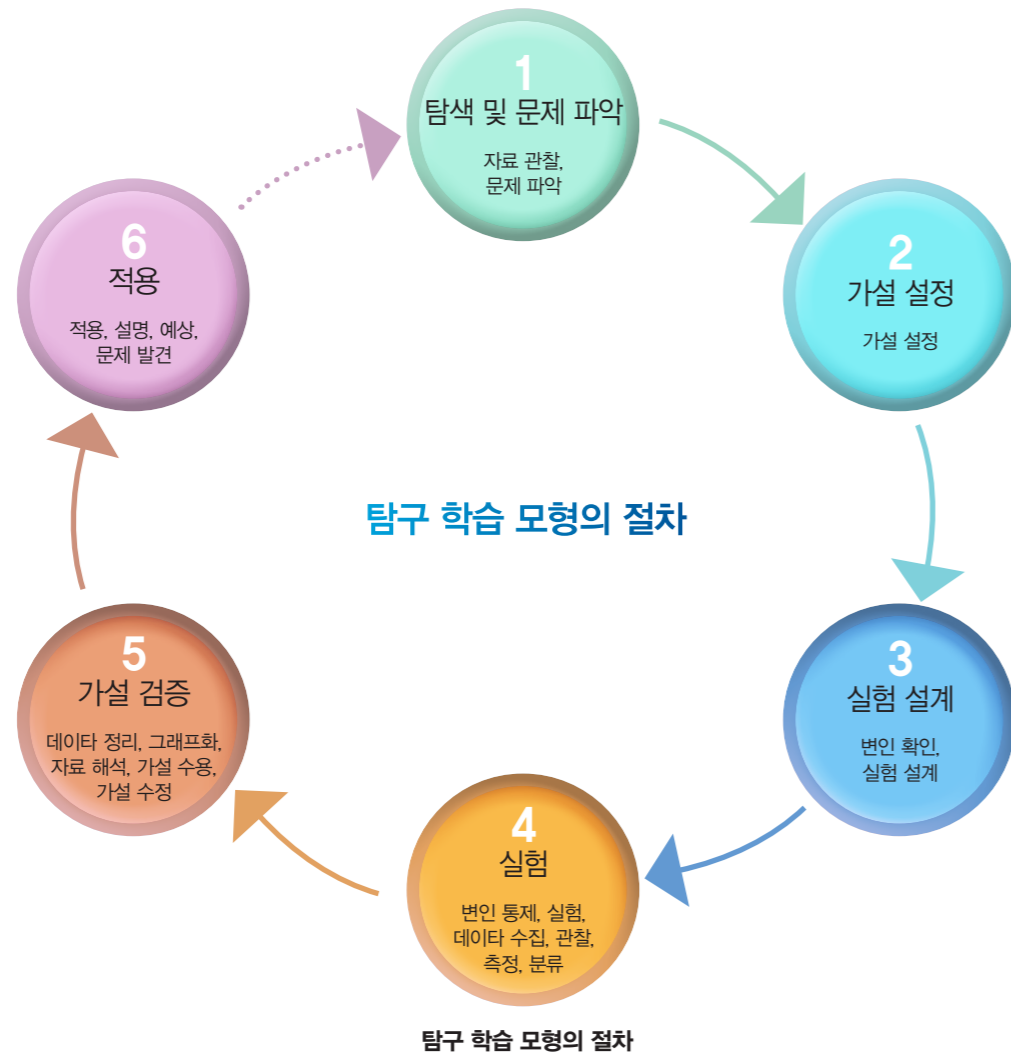 1
탐색 및 문제 파악
자료 관찰,
문제 파악
2
가설 설정
가설 설정
3
실험 설계
변인 확인,
실험 설계
4
실험
변인 통제, 실험,
데이타 수집, 관찰,
측정, 분류
5
가설 검증
데이타 정리, 그래프화,
자료 해석, 가설 수용,
가설 수정
6
적용
적용, 설명, 예상,
문제 발견
탐구 학습 모형의 절차
탐구 학습 모형의 절차